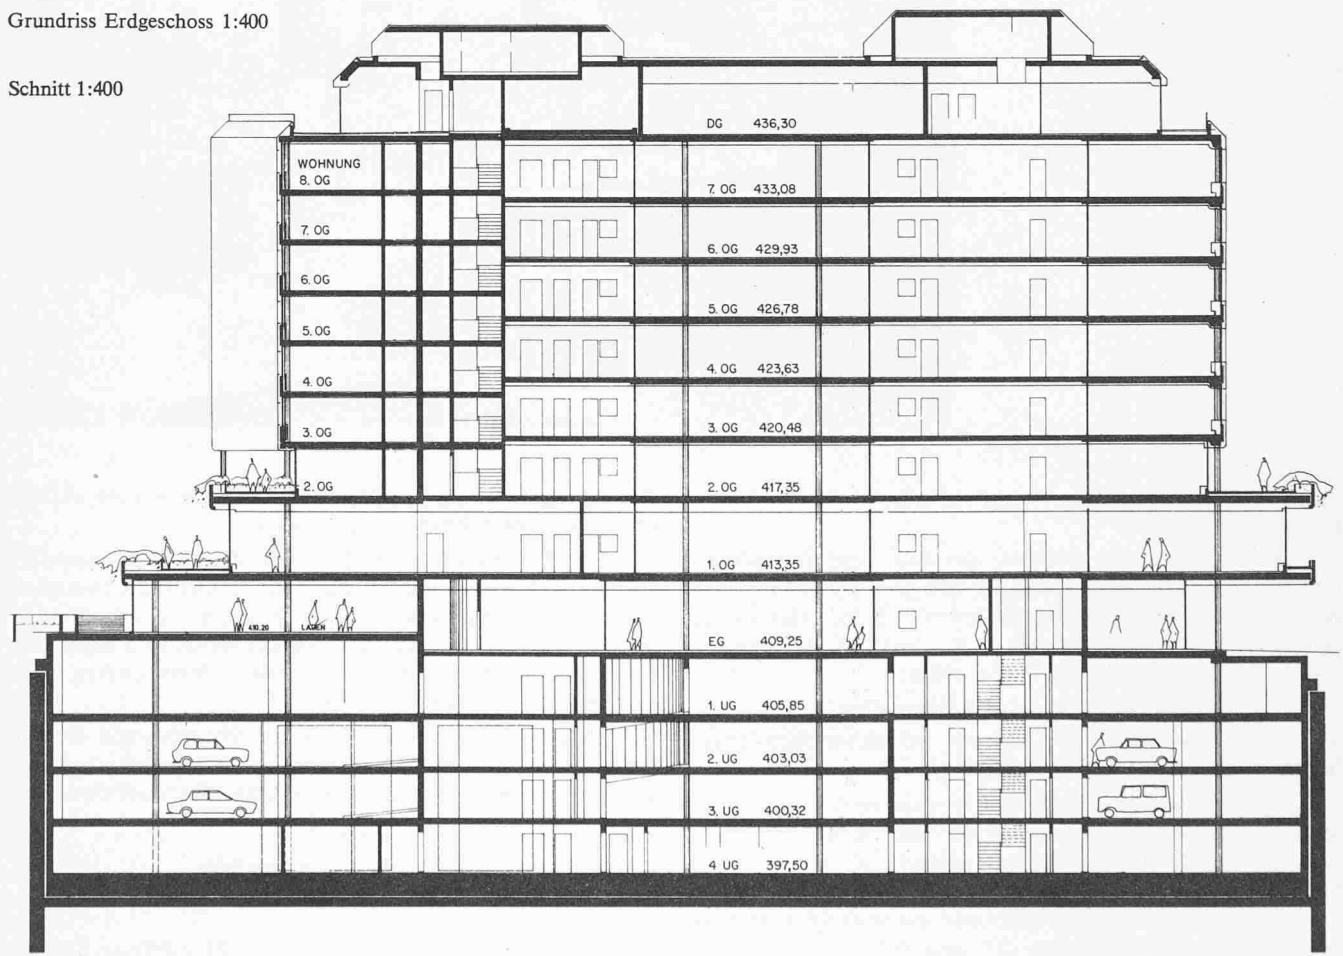 Grundriss Erdgeschoss 1:400
Schnitt 1:400
DG 436,30
WOHNUNG
8. OG
7. OG 433,08
7. OG
6. OG 429,93
6. OG
5. OG 426,78
5. OG
4. OG 423,63
4. OG
3. OG 420,48
3. OG
2. OG 417,35
2. OG
1. OG 413,35
410.20 LADEN
EG 409,25
1. UG 405,85
2. UG 403,03
3. UG 400,32
4 UG 397,50